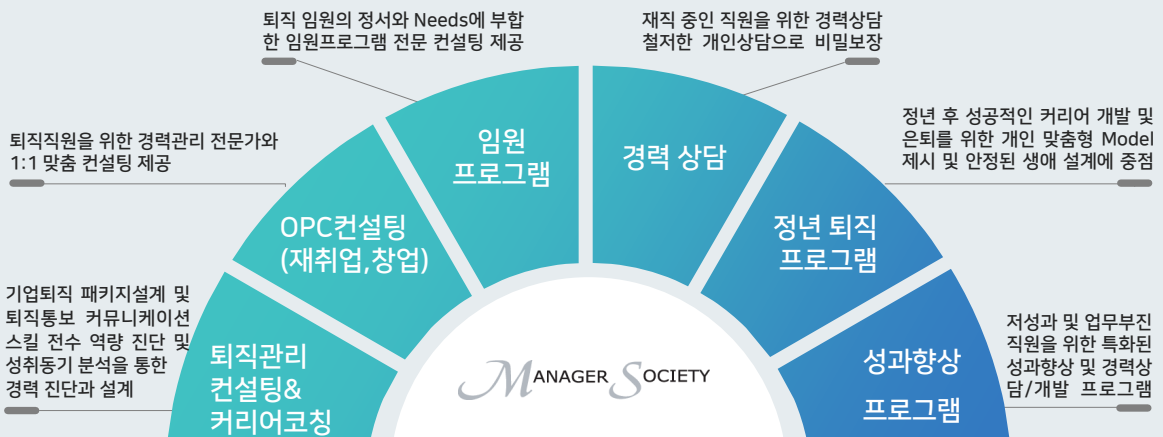 퇴직 임원의 정서와 Needs에 부합
한 임원프로그램 전문 컨설팅 제공
재직 중인 직원을 위한 경력상담
철저한 개인상담으로 비밀보장
정년 후 성공적인 커리어 개발 및
은퇴를 위한 개인 맞춤형 Model
제시 및 안정된 생애 설계에 중점
퇴직직원을 위한 경력관리 전문가와
1:1 맞춤 컨설팅 제공
임원
프로그램
경력 상담
OPC컨설팅
(재취업,창업)
정년 퇴직
프로그램
기업퇴직 패키지설계 및
퇴직통보 커뮤니케이션
스킬 전수 역량 진단 및
성취동기 분석을 통한
경력 진단과 설계
퇴직관리
컨설팅&
커리어코칭
MANAGER SOCIETY
성과향상
프로그램
저성과 및 업무부진
직원을 위한 특화된
성과향상 및 경력상
담/개발 프로그램